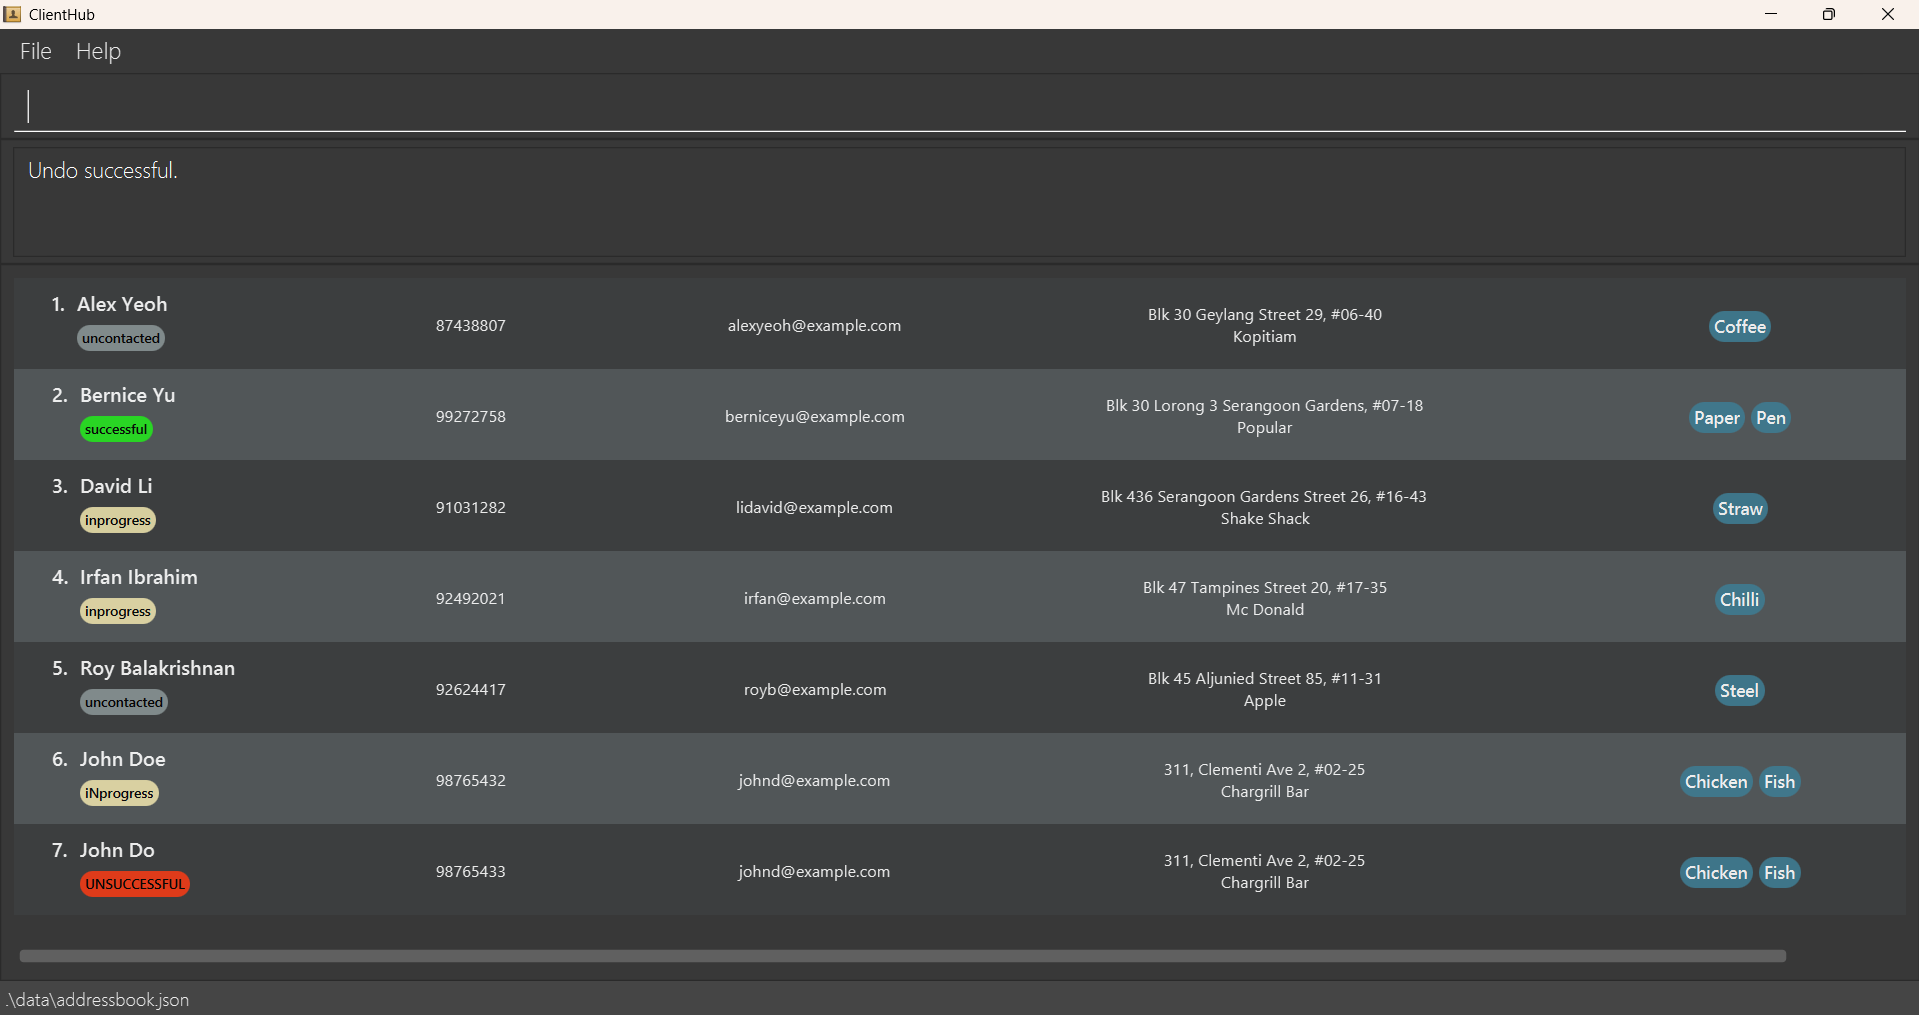 ClientHub
File Help
Undo successful.
1. Alex Yeoh
uncontacted
87438807
alexyeoh@example.com
Blk 30 Geylang Street 29, #06-40
Kopitiam
Coffee
2. Bernice Yu
successful
99272758
berniceyu@example.com
Blk 30 Lorong 3 Serangoon Gardens, #07-18
Popular
Paper Pen
3. David Li
inprogress
91031282
lidavid@example.com
Blk 436 Serangoon Gardens Street 26, #16-43
Shake Shack
Straw
4. Irfan Ibrahim
inprogress
92492021
irfan@example.com
Blk 47 Tampines Street 20, #17-35
Mc Donald
Chilli
5. Roy Balakrishnan
uncontacted
92624417
royb@example.com
Blk 45 Aljunied Street 85, #11-31
Apple
Steel
6. John Doe
iNprogress
98765432
johnd@example.com
311, Clementi Ave 2, #02-25
Chargrill Bar
Chicken Fish
7. John Do
UNSUCCESSFUL
98765433
johnd@example.com
311, Clementi Ave 2, #02-25
Chargrill Bar
Chicken Fish
.\data\addressbook.json